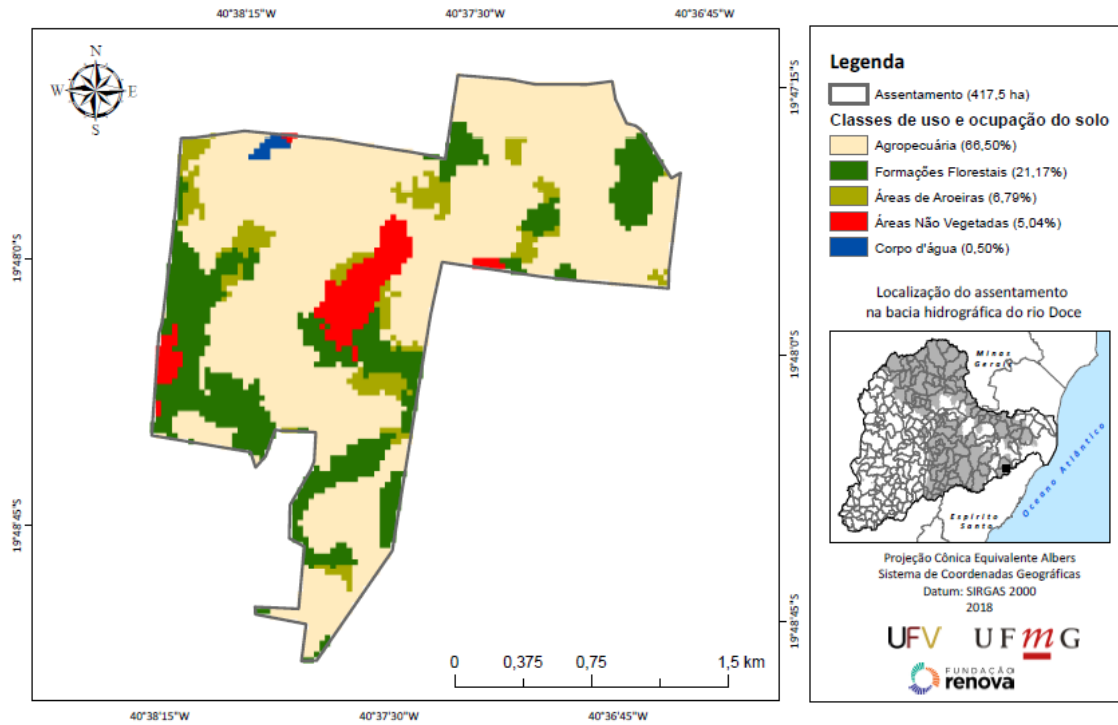 40°38'15"W
40°37'30"W
40°36'45"W
N
W
E
S
19°47'15"S
19°48'0"S
19°48'0"S
19°48'45"S
19°48'45"S
0
0,375
0,75
1,5 km
40°38'15"W
40°37'30"W
40°36'45"W
Legenda
Assentamento (417,5 ha)
Classes de uso e ocupação do solo
Agropecuária (66,50%)
Formações Florestais (21,17%)
Áreas de Aroeiras (6,79%)
Áreas Não Vegetadas (5,04%)
Corpo d'água (0,50%)
Localização do assentamento
na bacia hidrográfica do rio Doce
Minas
Gerais
Oceano Atlântico
Espírito
Santo
Projeção Cônica Equivalente Albers
Sistema de Coordenadas Geográficas
Datum: SIRGAS 2000
2018
UFV
UFmG
FUNDAÇÃO
renova